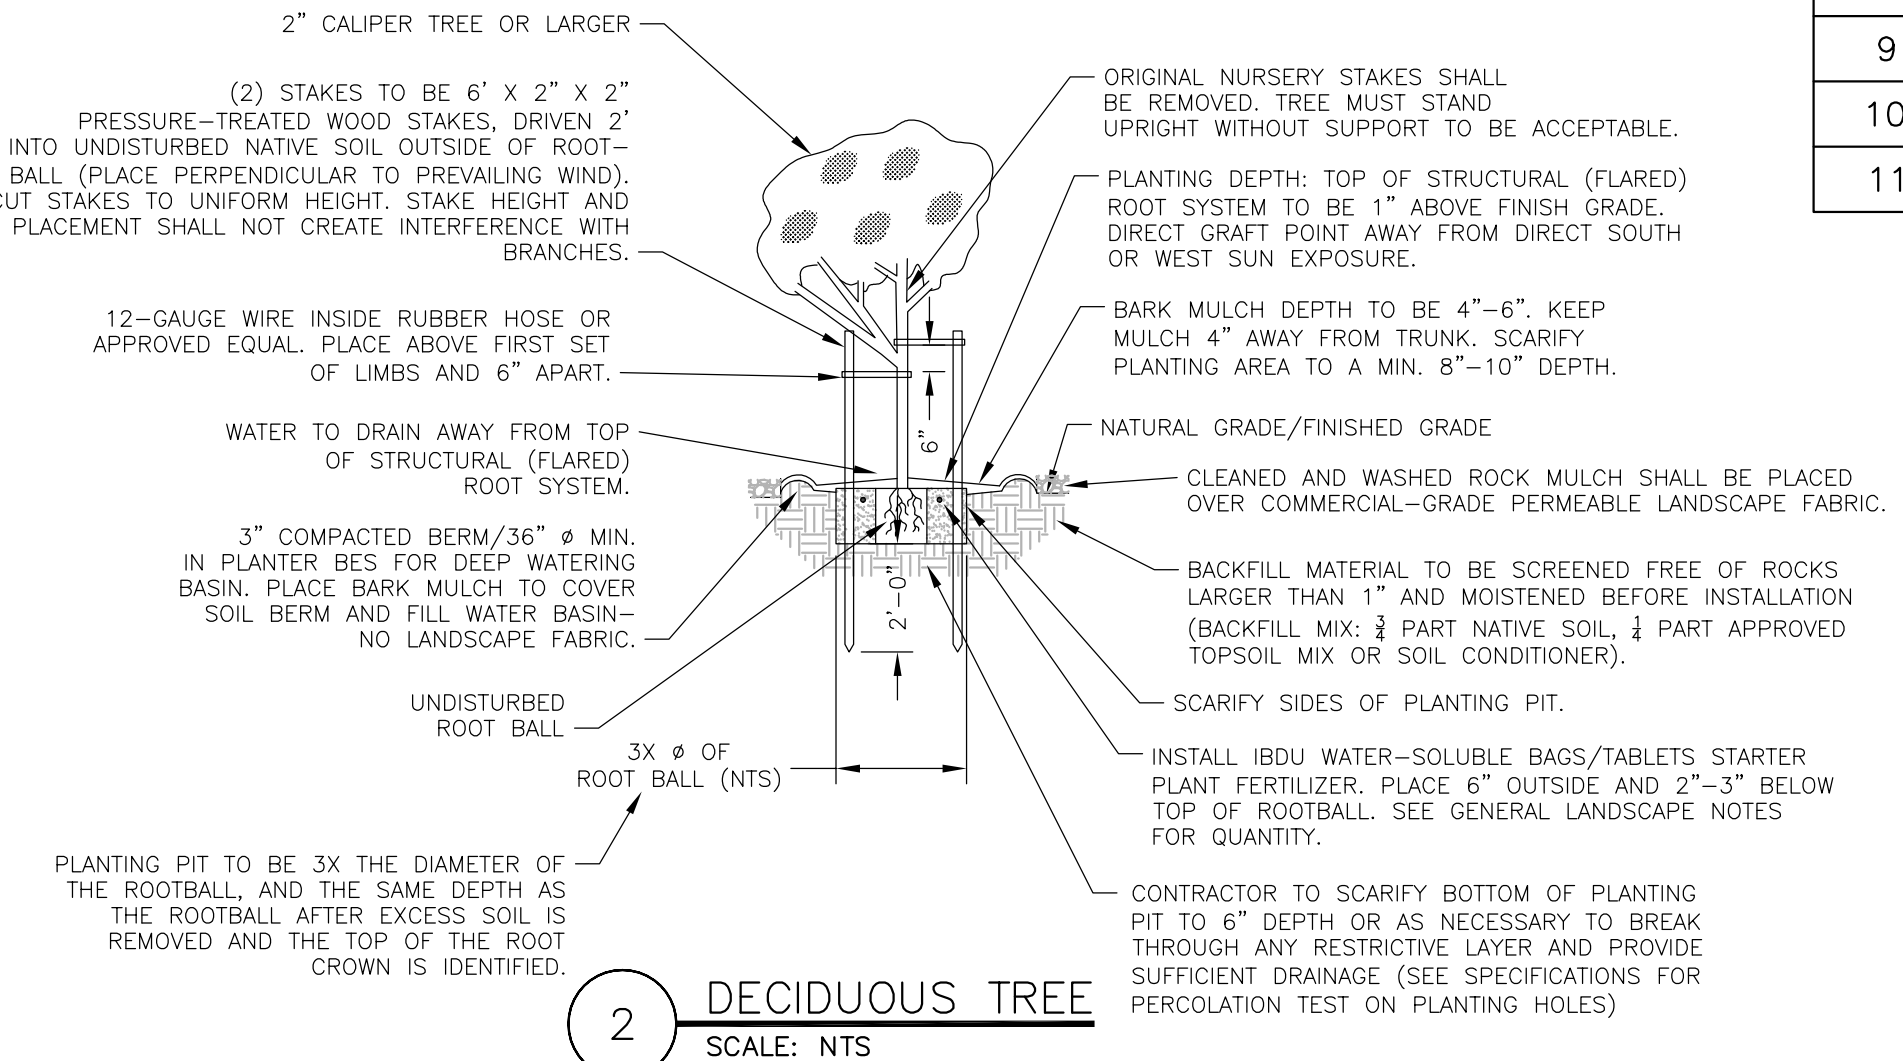 2” CALIPER TREE OR LARGER
(2) STAKES TO BE 6’ X 2” X 2”
PRESSURE–TREATED WOOD STAKES, DRIVEN 2’
INTO UNDISTURBED NATIVE SOIL OUTSIDE OF ROOT–
BALL (PLACE PERPENDICULAR TO PREVAILING WIND).
CUT STAKES TO UNIFORM HEIGHT. STAKE HEIGHT AND
PLACEMENT SHALL NOT CREATE INTERFERENCE WITH
BRANCHES.
12–GAUGE WIRE INSIDE RUBBER HOSE OR
APPROVED EQUAL. PLACE ABOVE FIRST SET
OF LIMBS AND 6” APART.
WATER TO DRAIN AWAY FROM TOP
OF STRUCTURAL (FLARED)
ROOT SYSTEM.
3” COMPACTED BERM/36” ø MIN.
IN PLANTER BES FOR DEEP WATERING
BASIN. PLACE BARK MULCH TO COVER
SOIL BERM AND FILL WATER BASIN–
NO LANDSCAPE FABRIC.
UNDISTURBED
ROOT BALL
3X ø OF
ROOT BALL (NTS)
PLANTING PIT TO BE 3X THE DIAMETER OF
THE ROOTBALL, AND THE SAME DEPTH AS
THE ROOTBALL AFTER EXCESS SOIL IS
REMOVED AND THE TOP OF THE ROOT
CROWN IS IDENTIFIED.
6”
2’–0”
ORIGINAL NURSERY STAKES SHALL
BE REMOVED. TREE MUST STAND
UPRIGHT WITHOUT SUPPORT TO BE ACCEPTABLE.
PLANTING DEPTH: TOP OF STRUCTURAL (FLARED)
ROOT SYSTEM TO BE 1” ABOVE FINISH GRADE.
DIRECT GRAFT POINT AWAY FROM DIRECT SOUTH
OR WEST SUN EXPOSURE.
BARK MULCH DEPTH TO BE 4”–6”. KEEP
MULCH 4” AWAY FROM TRUNK. SCARIFY
PLANTING AREA TO A MIN. 8”–10” DEPTH.
NATURAL GRADE/FINISHED GRADE
CLEANED AND WASHED ROCK MULCH SHALL BE PLACED
OVER COMMERCIAL–GRADE PERMEABLE LANDSCAPE FABRIC.
BACKFILL MATERIAL TO BE SCREENED FREE OF ROCKS
LARGER THAN 1” AND MOISTENED BEFORE INSTALLATION
(BACKFILL MIX: ¾ PART NATIVE SOIL, ¼ PART APPROVED
TOPSOIL MIX OR SOIL CONDITIONER).
SCARIFY SIDES OF PLANTING PIT.
INSTALL IBDU WATER–SOLUBLE BAGS/TABLETS STARTER
PLANT FERTILIZER. PLACE 6” OUTSIDE AND 2”–3” BELOW
TOP OF ROOTBALL. SEE GENERAL LANDSCAPE NOTES
FOR QUANTITY.
CONTRACTOR TO SCARIFY BOTTOM OF PLANTING
PIT TO 6” DEPTH OR AS NECESSARY TO BREAK
THROUGH ANY RESTRICTIVE LAYER AND PROVIDE
SUFFICIENT DRAINAGE (SEE SPECIFICATIONS FOR
PERCOLATION TEST ON PLANTING HOLES)
9
10
11
2
DECIDUOUS TREE
SCALE: NTS